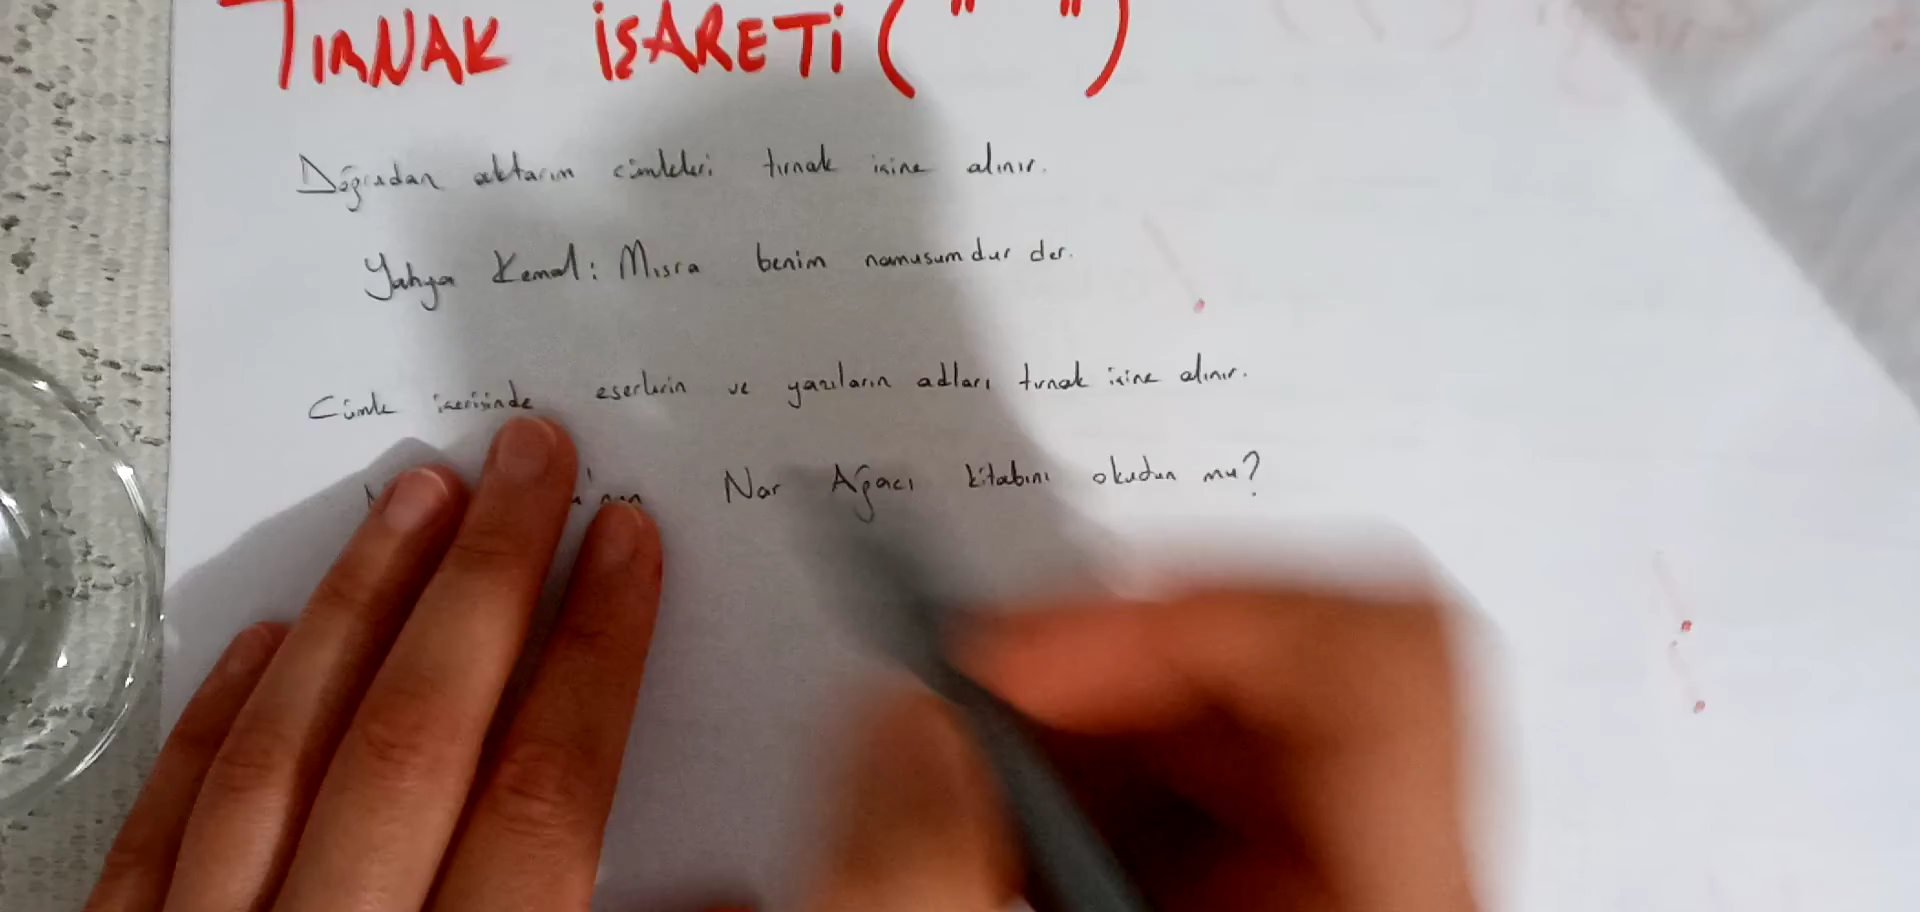 TIRNAK İŞARETİ (" ")
Doğrudan aktarım cümleleri tırnak içine alınır.
Yahya Kemal: Mısra benim namusumdur der.
Cümle içerisinde eserlerin ve yazıların adları tırnak içine alınır.
Nar Ağacı kitabını okudun mu?